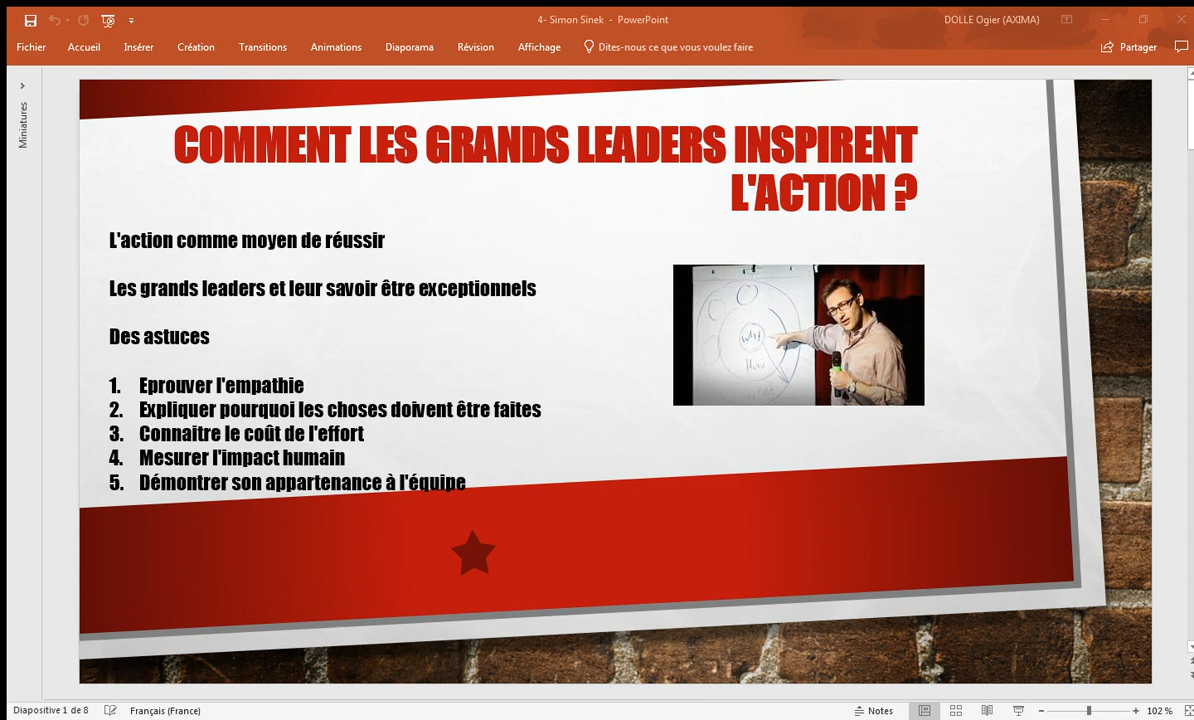 4- Simon Sinek - PowerPoint
DOLLE Ogier (AXIMA)
Fichier Accueil Insérer Création Transitions Animations Diaporama Révision Affichage Dites-nous ce que vous voulez faire Partager
Miniatures
COMMENT LES GRANDS LEADERS INSPIRENT
L'ACTION ?
L'action comme moyen de réussir
Les grands leaders et leur savoir être exceptionnels
Des astuces
1. Eprouver l'empathie
2. Expliquer pourquoi les choses doivent être faites
3. Connaitre le coût de l'effort
4. Mesurer l'impact humain
5. Démontrer son appartenance à l'équipe
WHY
HOW
Diapositive 1 de 8 Français (France) Notes 102 %